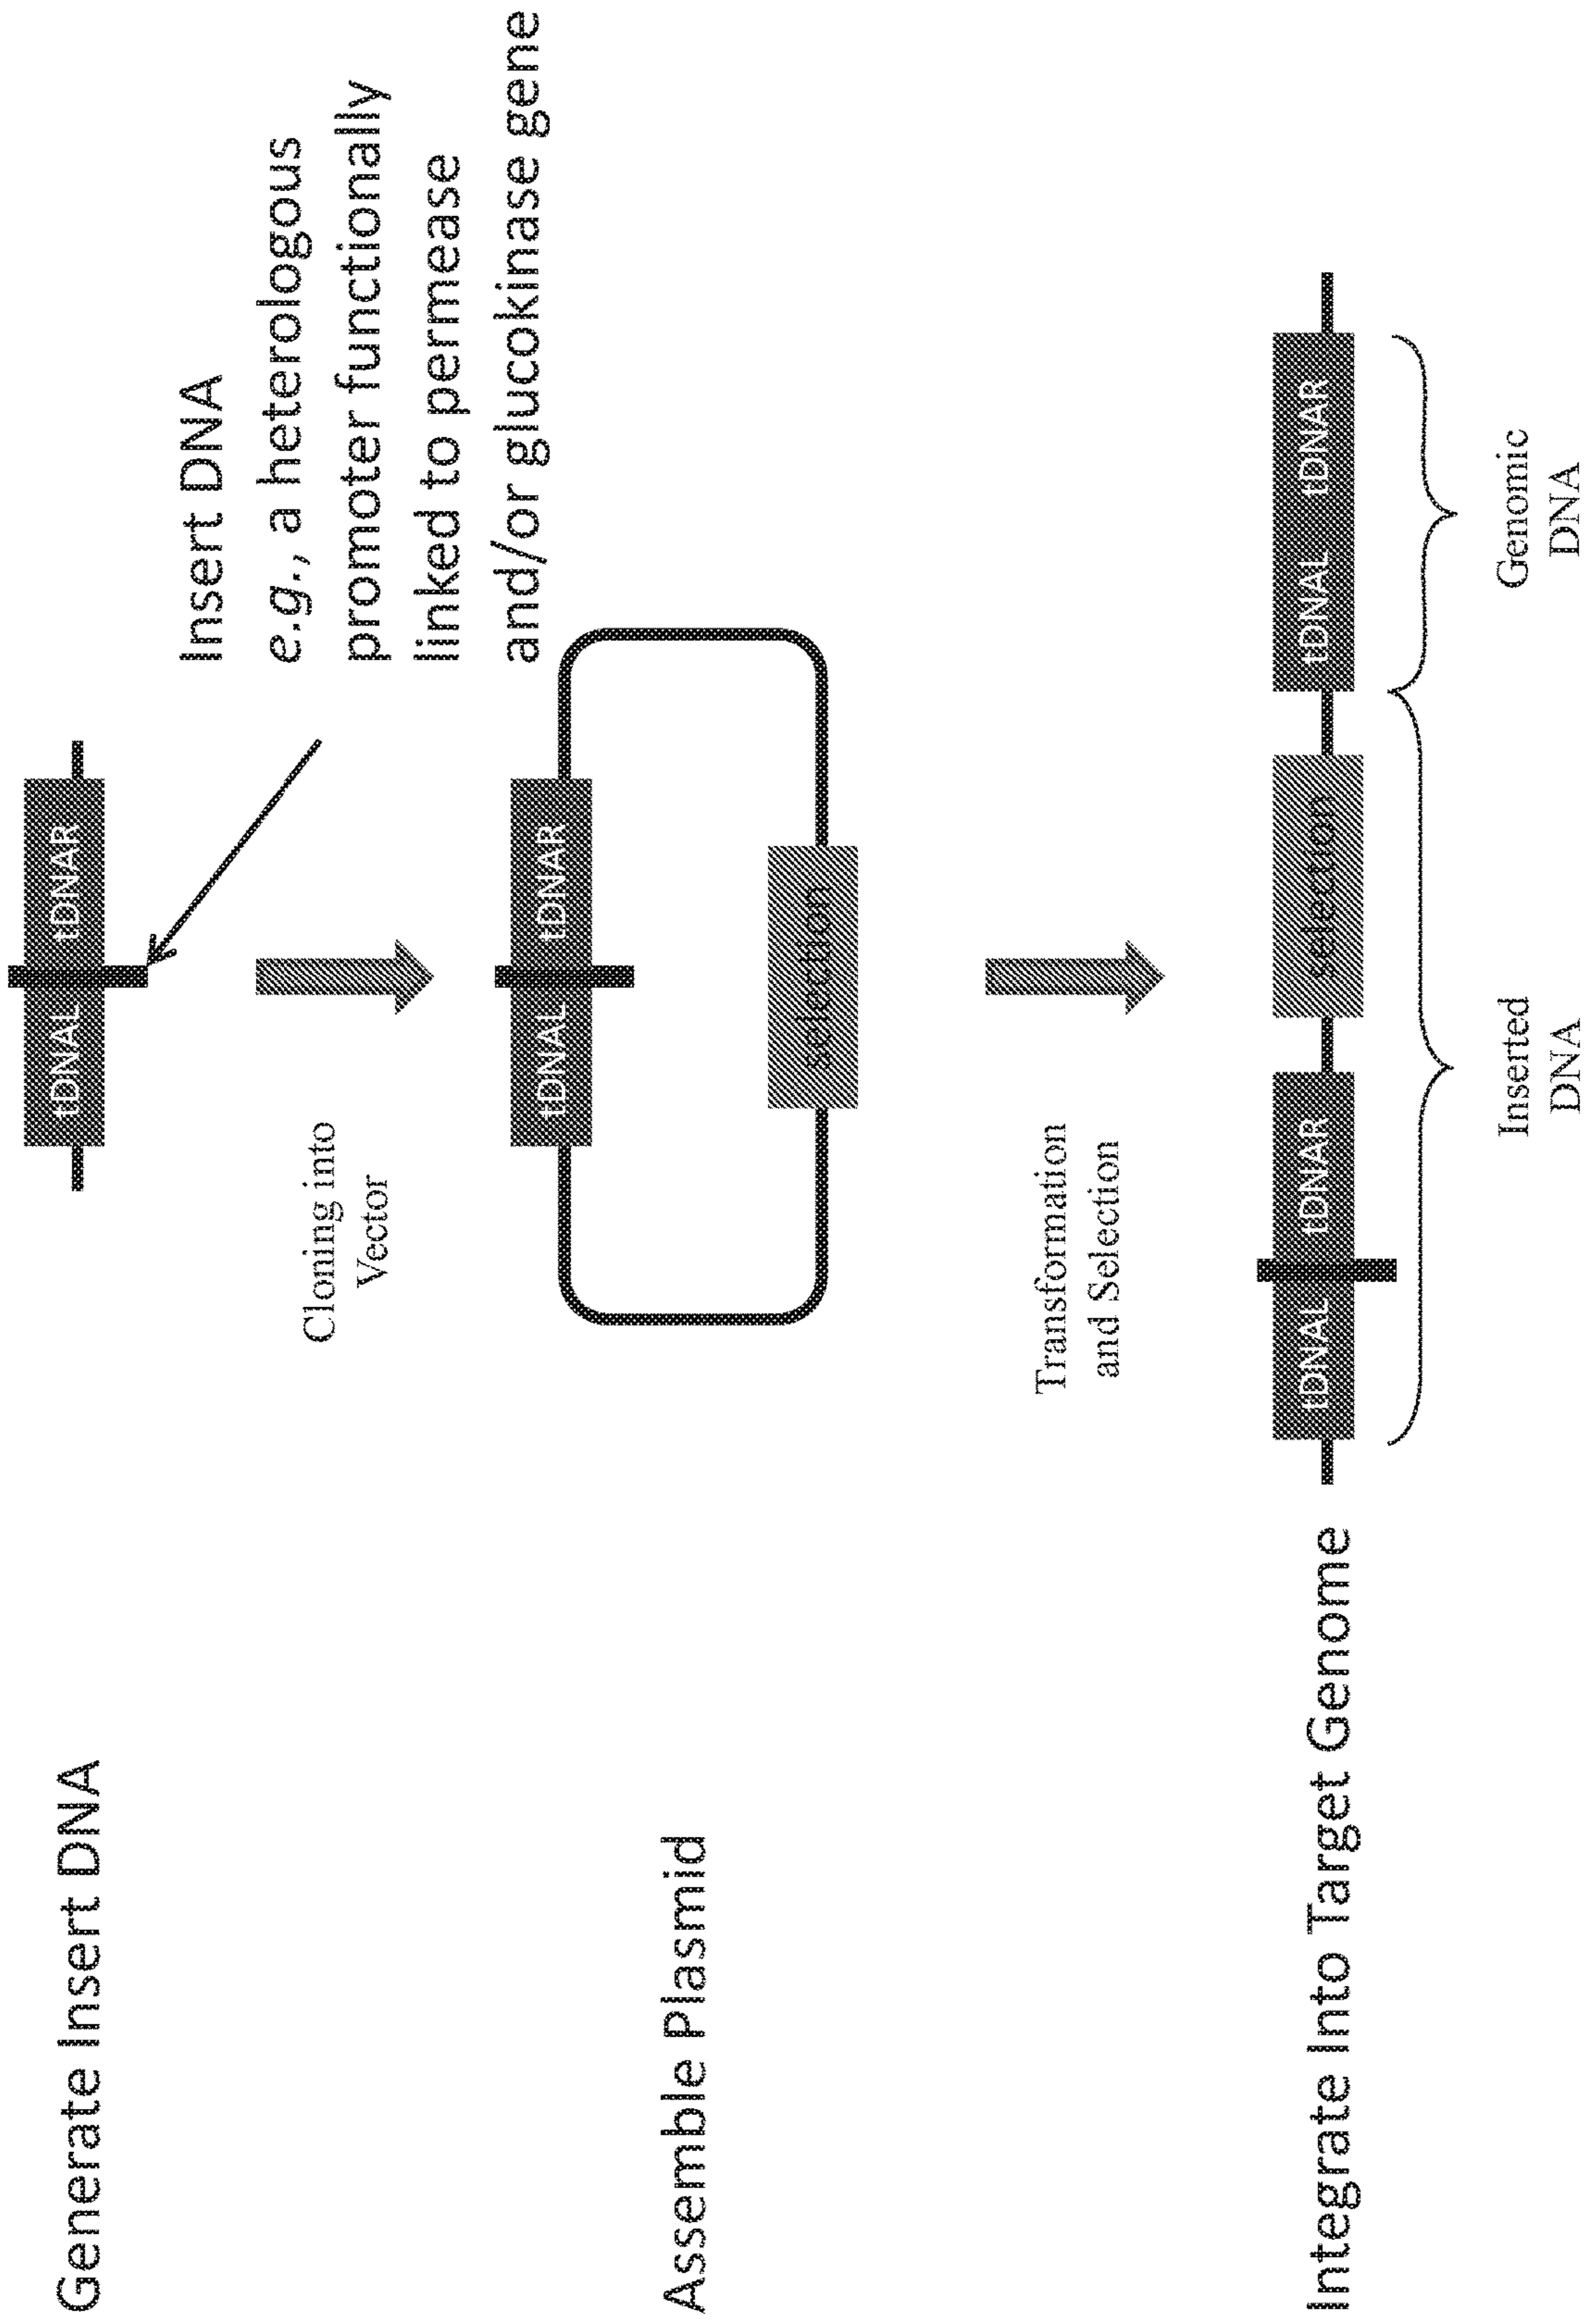 Generate Insert DNA
tDNAL tDNAR
Insert DNA
e.g., a heterologous
promoter functionally
linked to permease
and/or glucokinase gene
Cloning into
Vector
Assemble Plasmid
tDNAL tDNAR
selection
Transformation
and Selection
Integrate Into Target Genome
tDNAL tDNAR selection tDNAL tDNAR
Inserted
DNA
Genomic
DNA